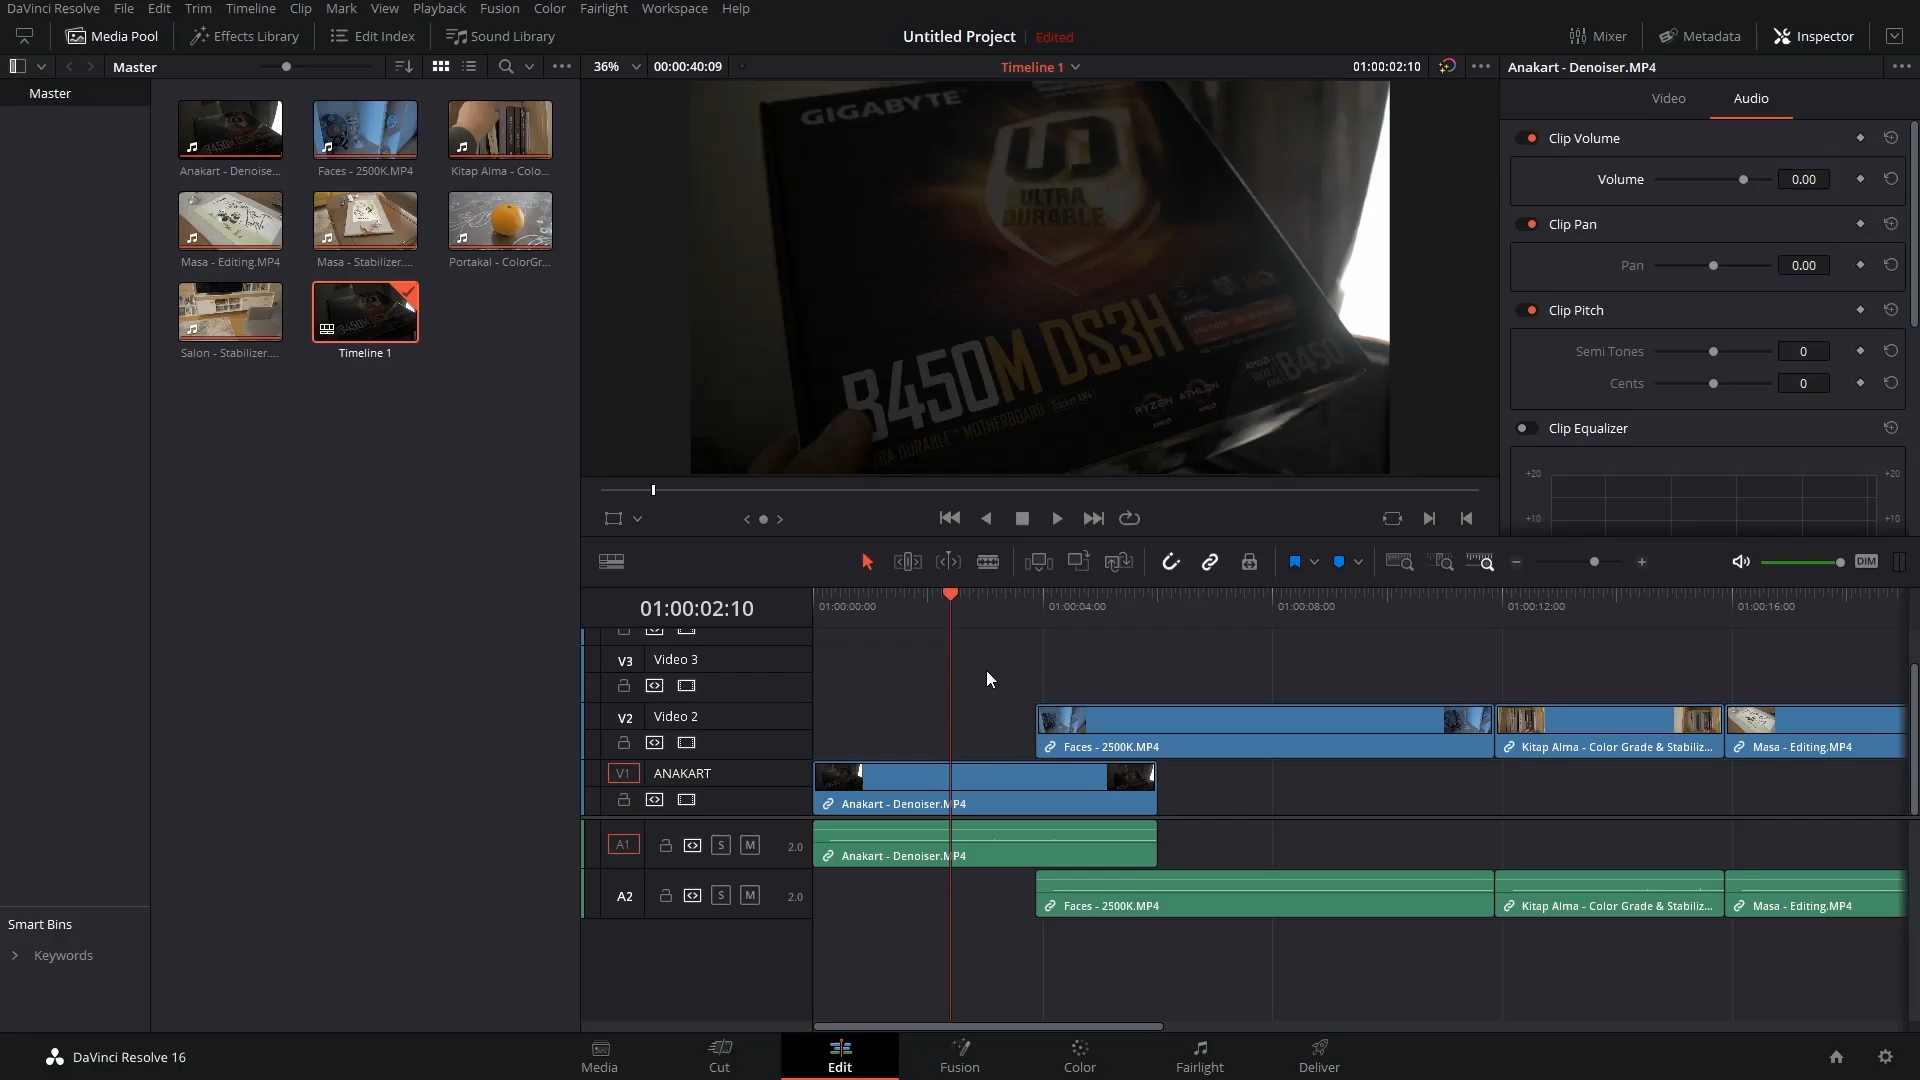 DaVinci Resolve File Edit Trim Timeline Clip Mark View Playback Fusion Color Fairlight Workspace Help
Media Pool Effects Library Edit Index Sound Library Untitled Project Edited Mixer Metadata Inspector
Master 36% 00:00:40:09 Timeline 1 01:00:02:10 Anakart - Denoiser.MP4
Master
Video Audio
Anakart - Denoise... Faces - 2500K.MP4 Kitap Alma - Colo...
Masa - Editing.MP4 Masa - Stabilizer.... Portakal - ColorGr...
Salon - Stabilizer.... Timeline 1
GIGABYTE
ULTRA
DURABLE
B450M DS3H
Socket AM4
ULTRA DURABLE™ MOTHERBOARD
RYZEN ATHLON
AMD
B450
Clip Volume
Volume 0.00
Clip Pan
Pan 0.00
Clip Pitch
Semi Tones 0
Cents 0
Clip Equalizer
+20 +20
+10 +10
DIM
01:00:02:10 01:00:00:00 01:00:04:00 01:00:08:00 01:00:12:00 01:00:16:00
V3 Video 3
V2 Video 2
Faces - 2500K.MP4 Kitap Alma - Color Grade & Stabiliz... Masa - Editing.MP4
V1 ANAKART
Anakart - Denoiser.MP4
A1 S M 2.0
Anakart - Denoiser.MP4
A2 S M 2.0
Faces - 2500K.MP4 Kitap Alma - Color Grade & Stabiliz... Masa - Editing.MP4
Smart Bins
Keywords
DaVinci Resolve 16
Media Cut Edit Fusion Color Fairlight Deliver